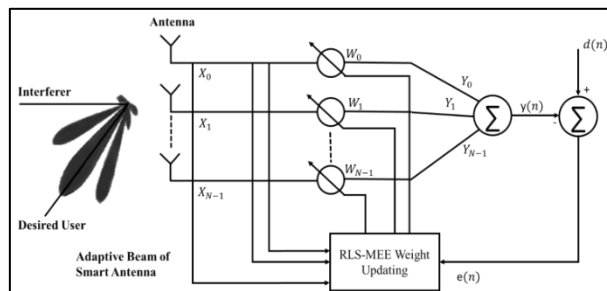 Antenna
Interferer
Desired User
Adaptive Beam of
Smart Antenna
X₀
X₁
Xₙ₋₁
W₀
W₁
Wₙ₋₁
Y₀
Y₁
Yₙ₋₁
y(n)
d(n)
+
-
Σ
Σ
RLS-MEE Weight
Updating
e(n)